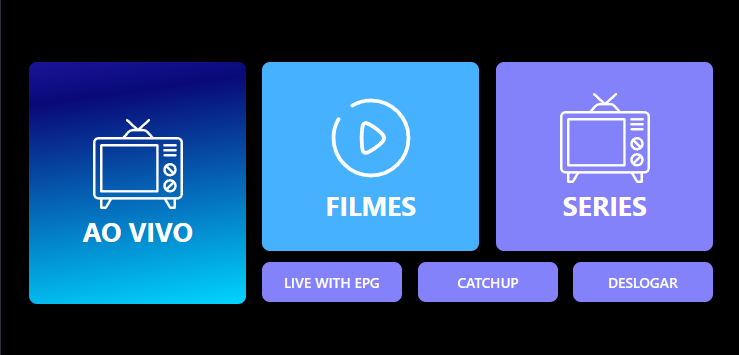 AO VIVO
FILMES
SERIES
LIVE WITH EPG
CATCHUP
DESLOGAR